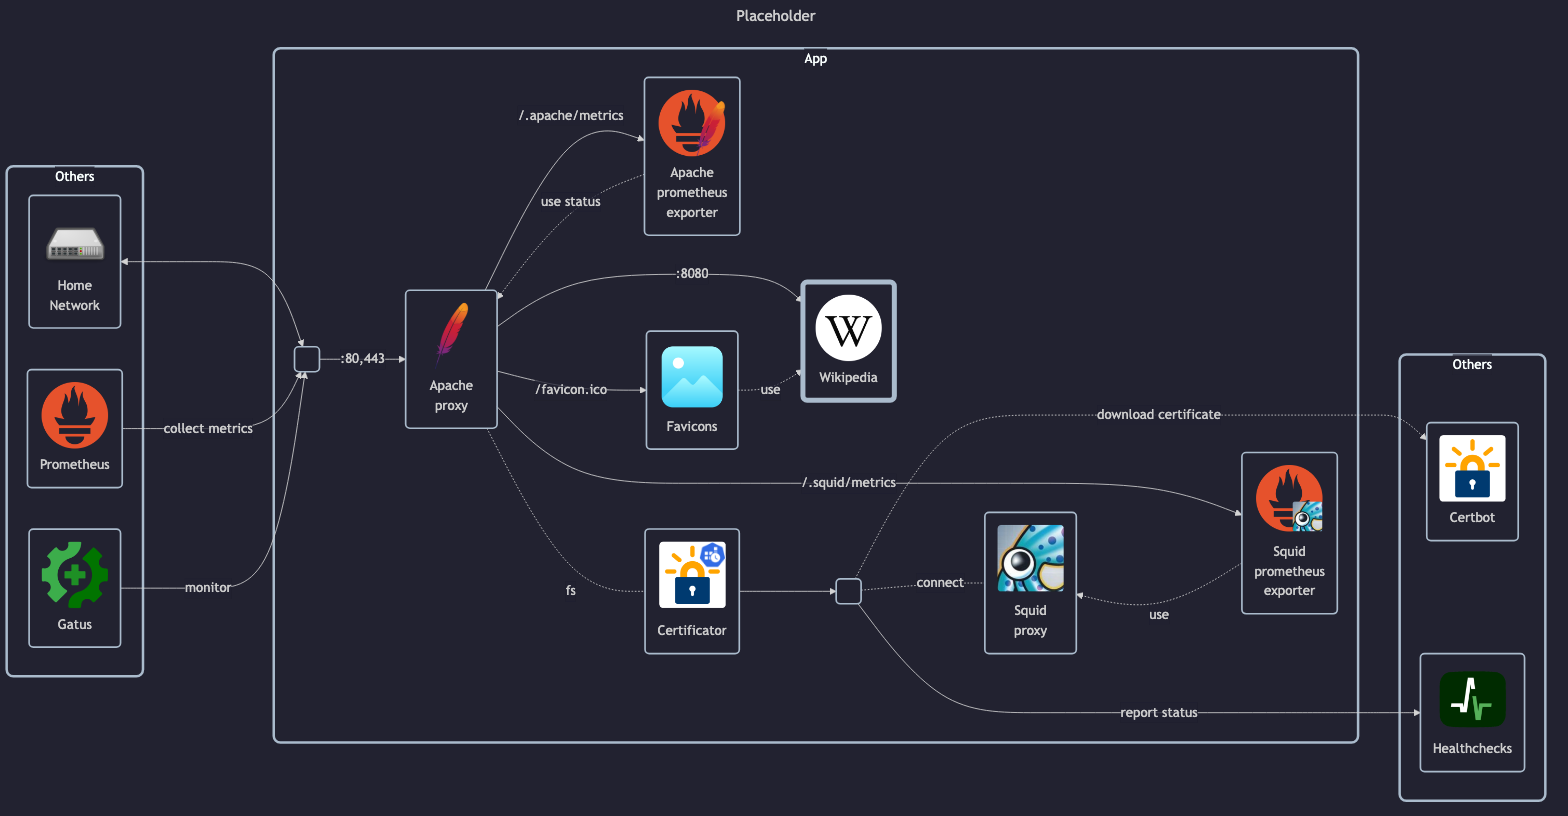 Placeholder
App
Others
Home
Network
Prometheus
Gatus
collect metrics
monitor
:80,443
Apache
proxy
/.apache/metrics
use status
Apache
prometheus
exporter
:8080
/favicon.ico
Favicons
use
W
Wikipedia
/.squid/metrics
fs
Certificator
connect
download certificate
Squid
proxy
use
Squid
prometheus
exporter
report status
Others
Certbot
Healthchecks